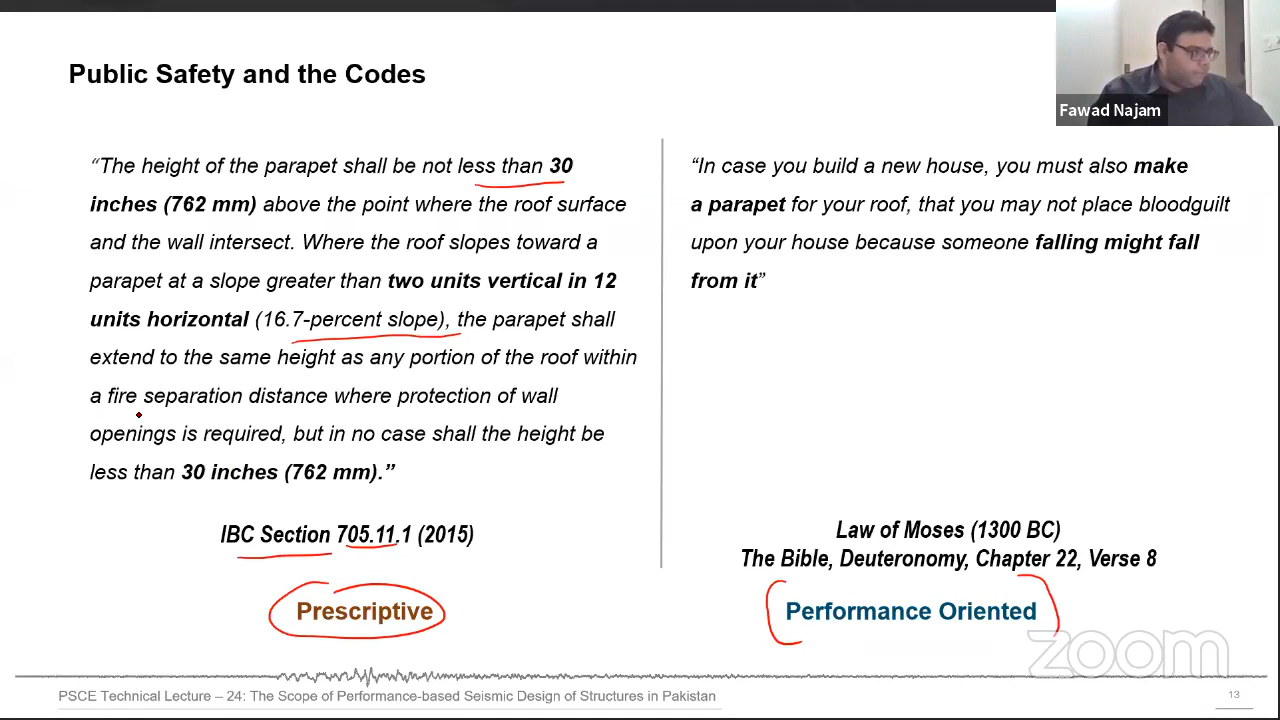 Public Safety and the Codes
Fawad Najam
“The height of the parapet shall be not less than 30
inches (762 mm) above the point where the roof surface
and the wall intersect. Where the roof slopes toward a
parapet at a slope greater than two units vertical in 12
units horizontal (16.7-percent slope), the parapet shall
extend to the same height as any portion of the roof within
a fire separation distance where protection of wall
openings is required, but in no case shall the height be
less than 30 inches (762 mm).”
IBC Section 705.11.1 (2015)
Prescriptive
“In case you build a new house, you must also make
a parapet for your roof, that you may not place bloodguilt
upon your house because someone falling might fall
from it”
Law of Moses (1300 BC)
The Bible, Deuteronomy, Chapter 22, Verse 8
Performance Oriented
zoom
PSCE Technical Lecture – 24: The Scope of Performance-based Seismic Design of Structures in Pakistan
13